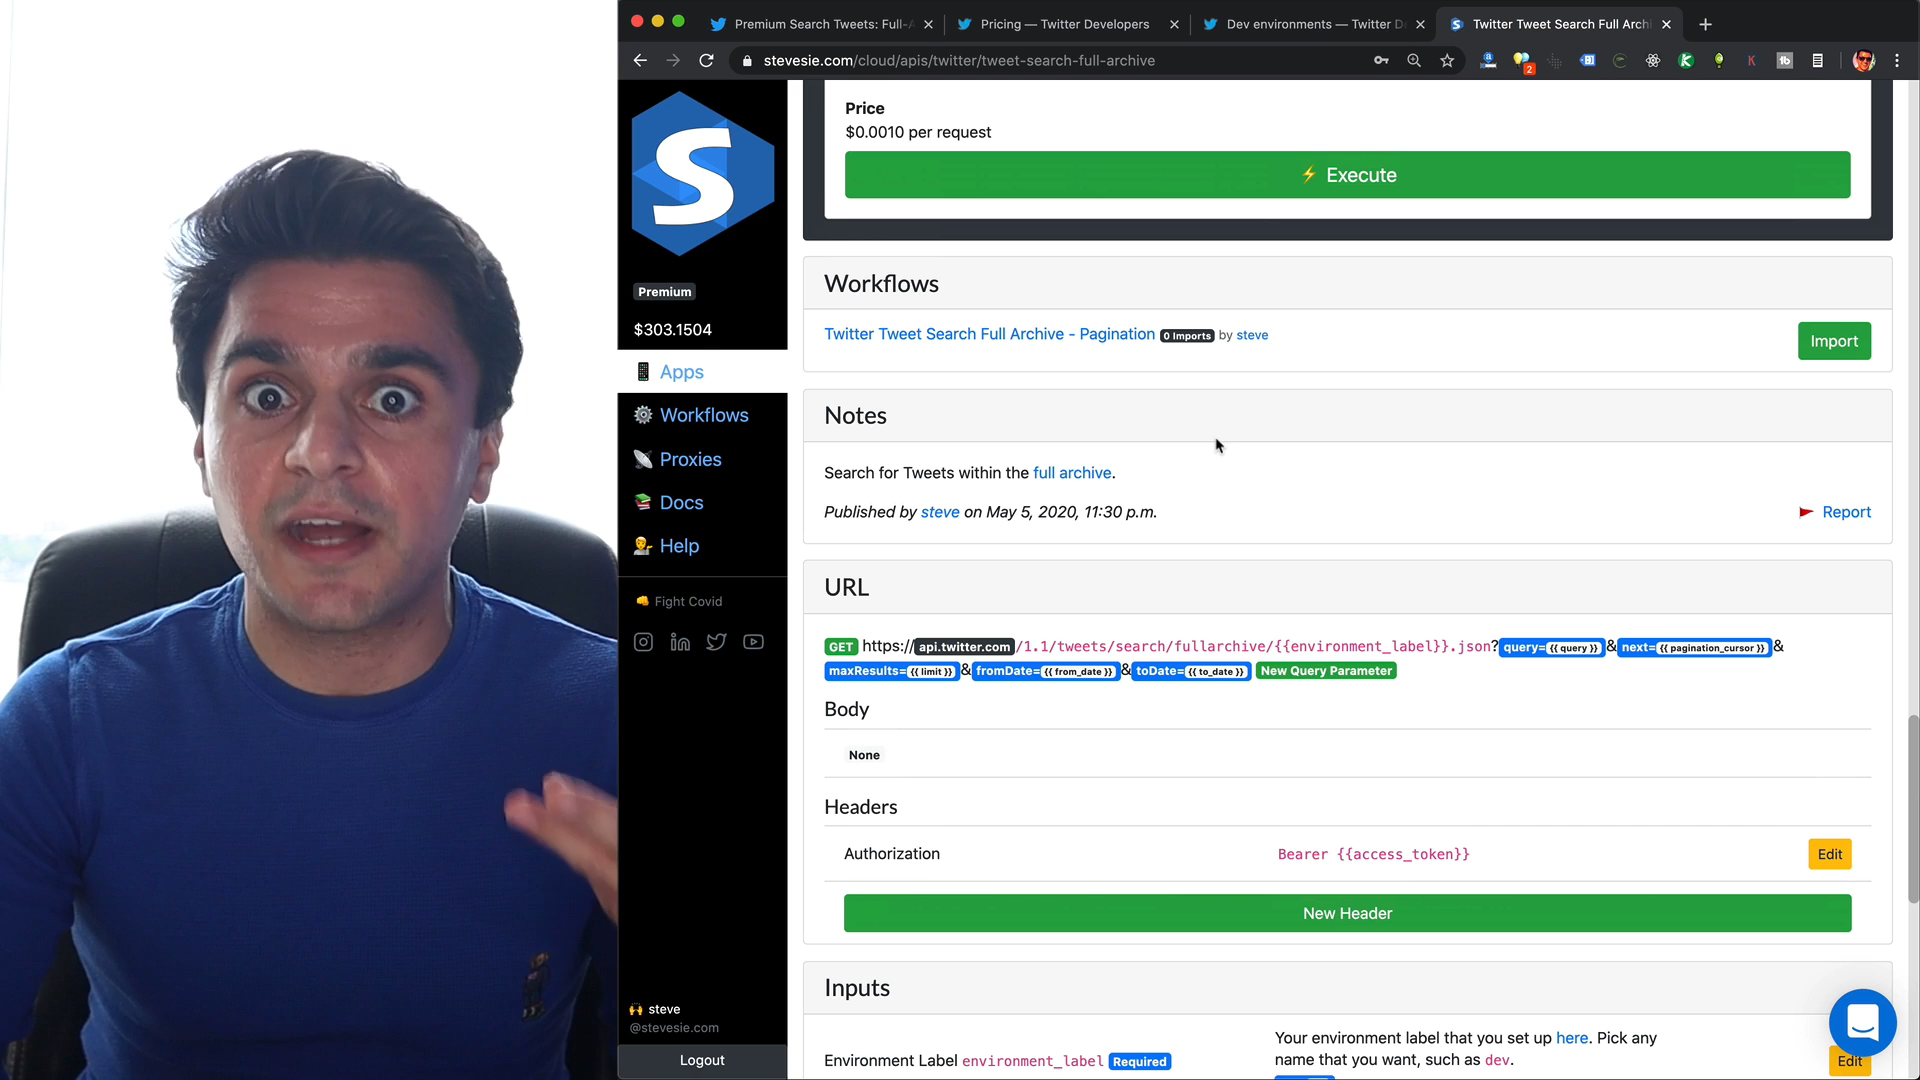 Premium Search Tweets: Full-A
Pricing — Twitter Developers
Dev environments — Twitter D
Twitter Tweet Search Full Archi
stevesie.com/cloud/apis/twitter/tweet-search-full-archive
2
S
Premium
$303.1504
Apps
Workflows
Proxies
Docs
Help
Fight Covid
steve
@stevesie.com
Logout
Price
$0.0010 per request
Execute
Workflows
Twitter Tweet Search Full Archive - Pagination 0 Imports by steve
Import
Notes
Search for Tweets within the full archive.
Published by steve on May 5, 2020, 11:30 p.m.
Report
URL
GET https://api.twitter.com/1.1/tweets/search/fullarchive/{{environment_label}}.json?query={{ query }}&next={{ pagination_cursor }}&
maxResults={{ limit }}&fromDate={{ from_date }}&toDate={{ to_date }} New Query Parameter
Body
None
Headers
Authorization Bearer {{access_token}} Edit
New Header
Inputs
Environment Label environment_label Required
Your environment label that you set up here. Pick any
name that you want, such as dev.
Edit